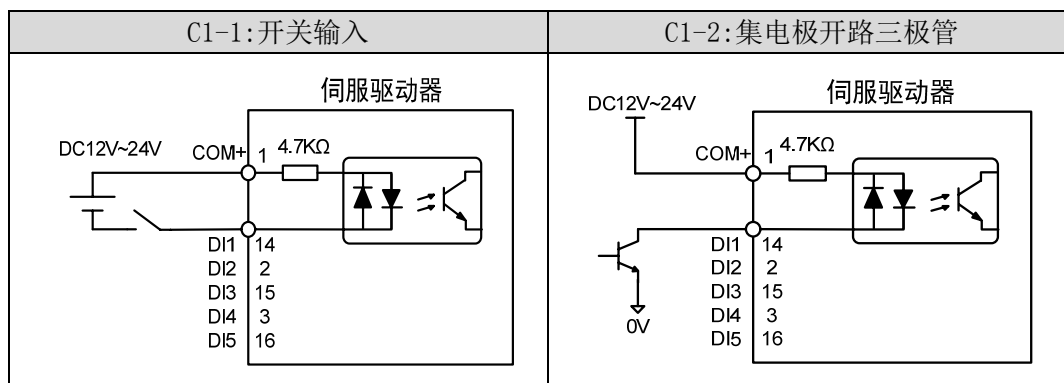 C1-1:开关输入
C1-2:集电极开路三极管
伺服驱动器
DC12V~24V
COM+
1
4.7KΩ
DI1 14
DI2 2
DI3 15
DI4 3
DI5 16
伺服驱动器
DC12V~24V
COM+
1
4.7KΩ
DI1 14
DI2 2
DI3 15
DI4 3
DI5 16
0V